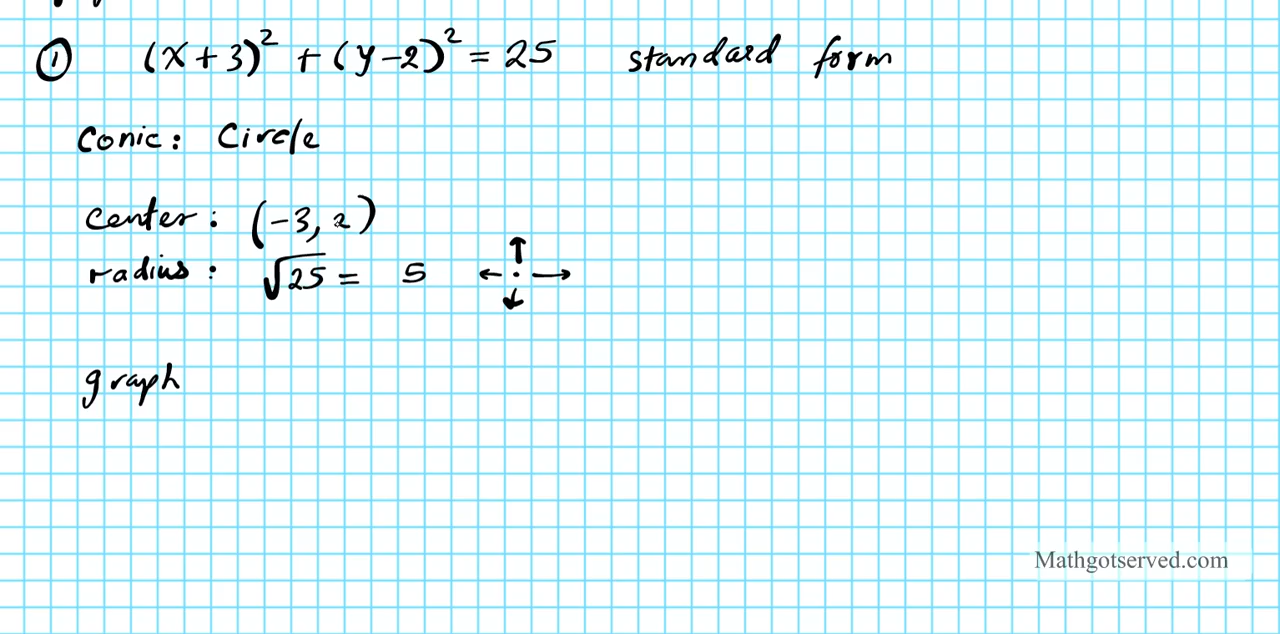 ① (x+3)² + (y-2)² = 25 standard form
Conic: Circle
Center: (-3, 2)
radius: √25 = 5
graph
Mathgotserved.com